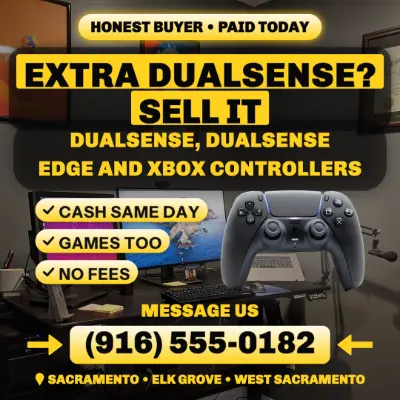 HONEST BUYER • PAID TODAY
EXTRA DUALSENSE?
SELL IT
DUALSENSE, DUALSENSE
EDGE AND XBOX CONTROLLERS
CASH SAME DAY
GAMES TOO
NO FEES
MESSAGE US
(916) 555-0182
SACRAMENTO • ELK GROVE • WEST SACRAMENTO